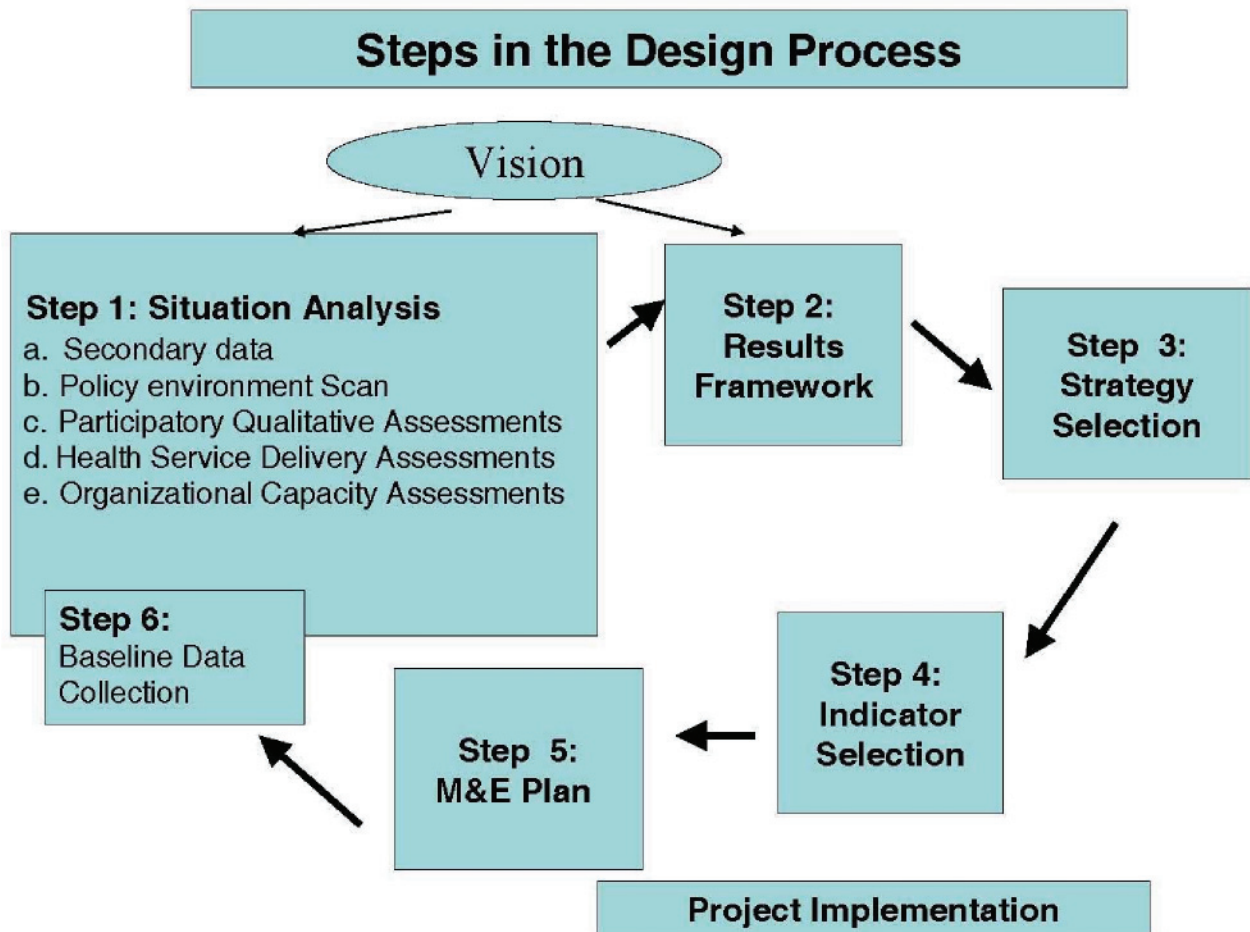 Steps in the Design Process
Vision
Step 1: Situation Analysis
a. Secondary data
b. Policy environment Scan
c. Participatory Qualitative Assessments
d. Health Service Delivery Assessments
e. Organizational Capacity Assessments
Step 2:
Results
Framework
Step 3:
Strategy
Selection
Step 4:
Indicator
Selection
Step 5:
M&E Plan
Step 6:
Baseline Data
Collection
Project Implementation